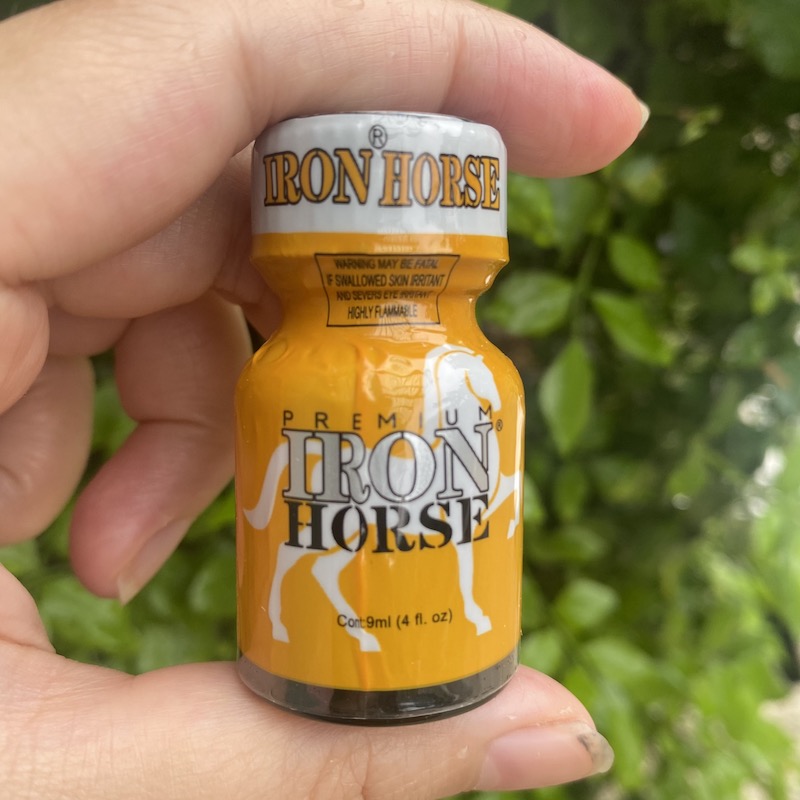 ®
IRON HORSE
WARNING MAY BE FATAL
IF SWALLOWED SKIN IRRITANT
AND SEVERE EYE IRRITANT
HIGHLY FLAMMABLE
PREMIUM
IRON®
HORSE
Cont:9ml (4 fl. oz)